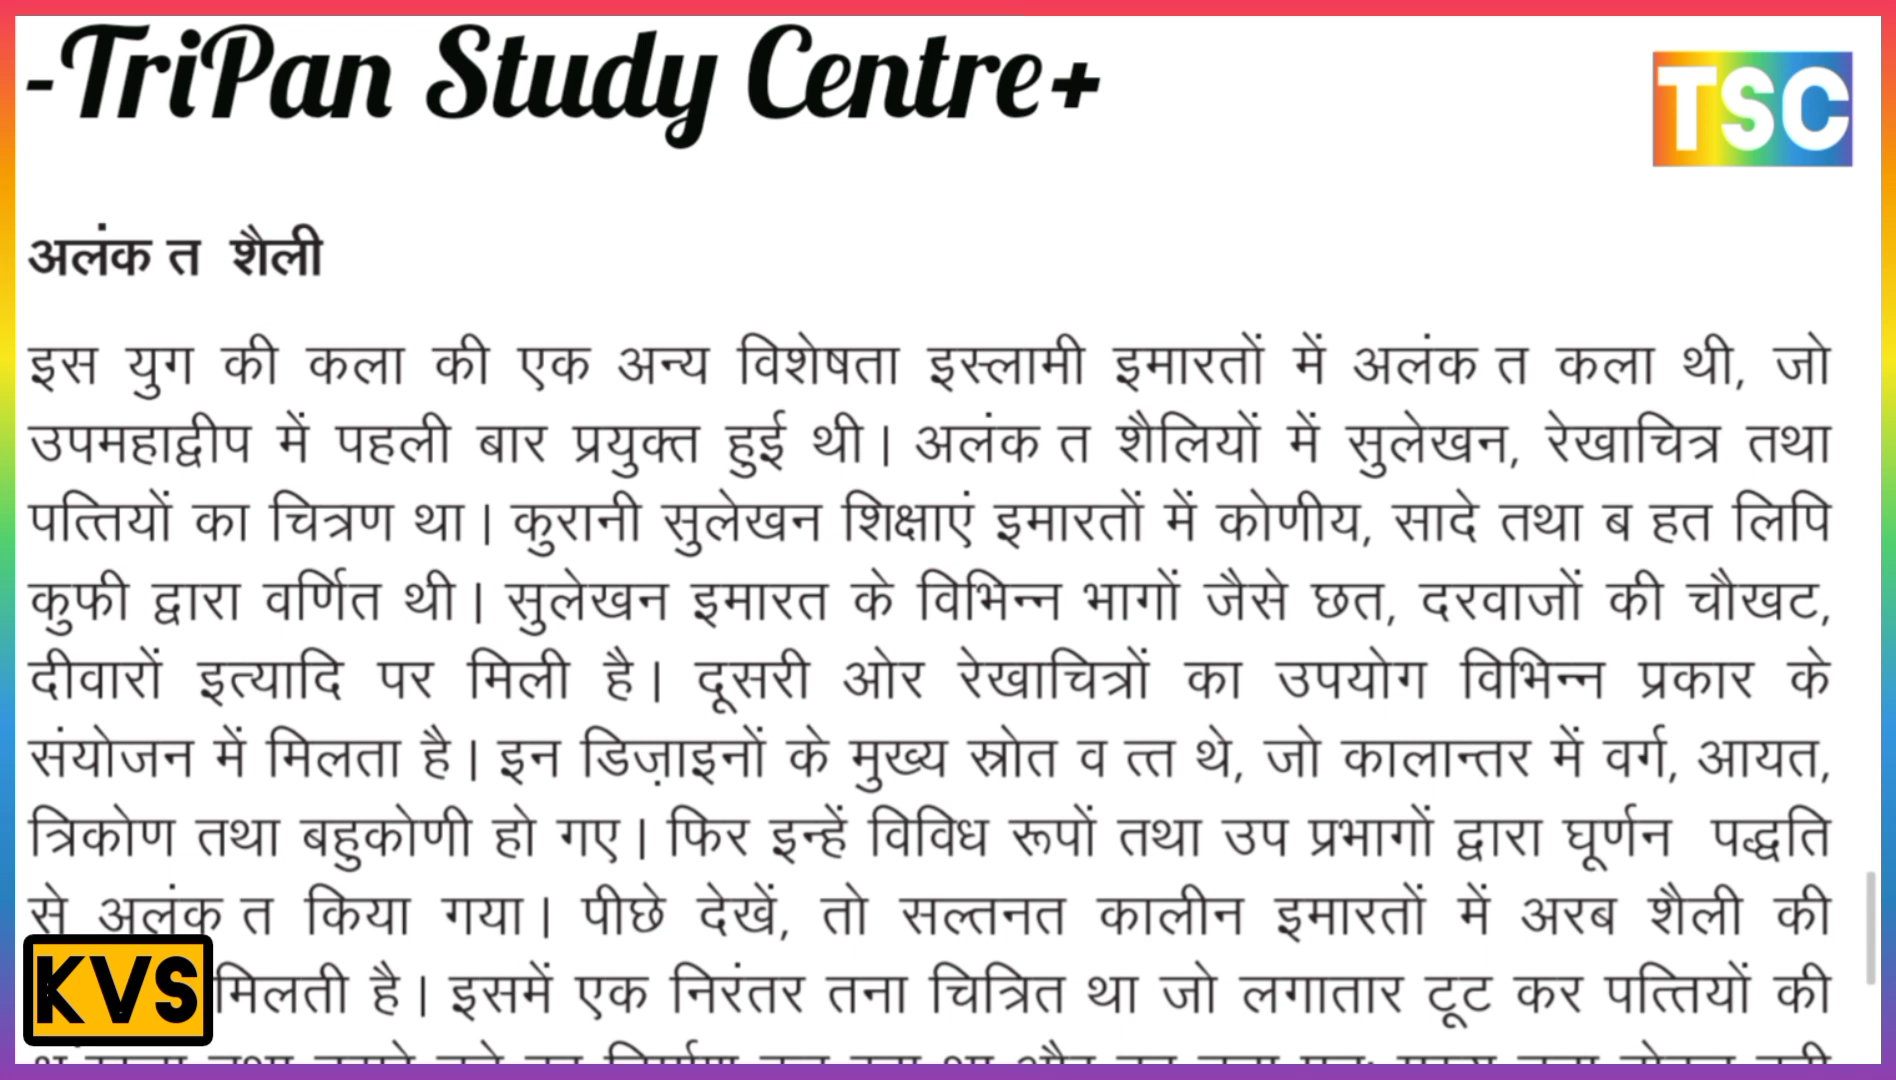 -TriPan Study Centre+
TSC
अलंक त शैली
इस युग की कला की एक अन्य विशेषता इस्लामी इमारतों में अलंक त कला थी, जो
उपमहाद्वीप में पहली बार प्रयुक्त हुई थी। अलंक त शैलियों में सुलेखन, रेखाचित्र तथा
पत्तियों का चित्रण था। कुरानी सुलेखन शिक्षाएं इमारतों में कोणीय, सादे तथा ब हत लिपि
कुफी द्वारा वर्णित थी। सुलेखन इमारत के विभिन्न भागों जैसे छत, दरवाजों की चौखट,
दीवारों इत्यादि पर मिली है। दूसरी ओर रेखाचित्रों का उपयोग विभिन्न प्रकार के
संयोजन में मिलता है। इन डिज़ाइनों के मुख्य स्रोत व त्त थे, जो कालान्तर में वर्ग, आयत,
त्रिकोण तथा बहुकोणी हो गए। फिर इन्हें विविध रूपों तथा उप प्रभागों द्वारा घूर्णन पद्धति
से अलंक त किया गया। पीछे देखें, तो सल्तनत कालीन इमारतों में अरब शैली की
मिलती है। इसमें एक निरंतर तना चित्रित था जो लगातार टूट कर पत्तियों की
KVS